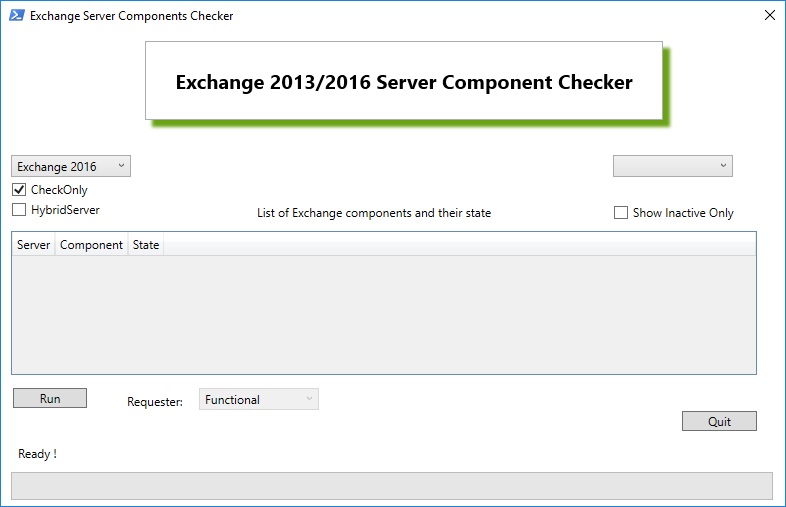 Exchange Server Components Checker
Exchange 2013/2016 Server Component Checker
Exchange 2016
CheckOnly
HybridServer
List of Exchange components and their state
Show Inactive Only
Server Component State
Run
Requester:
Functional
Quit
Ready !